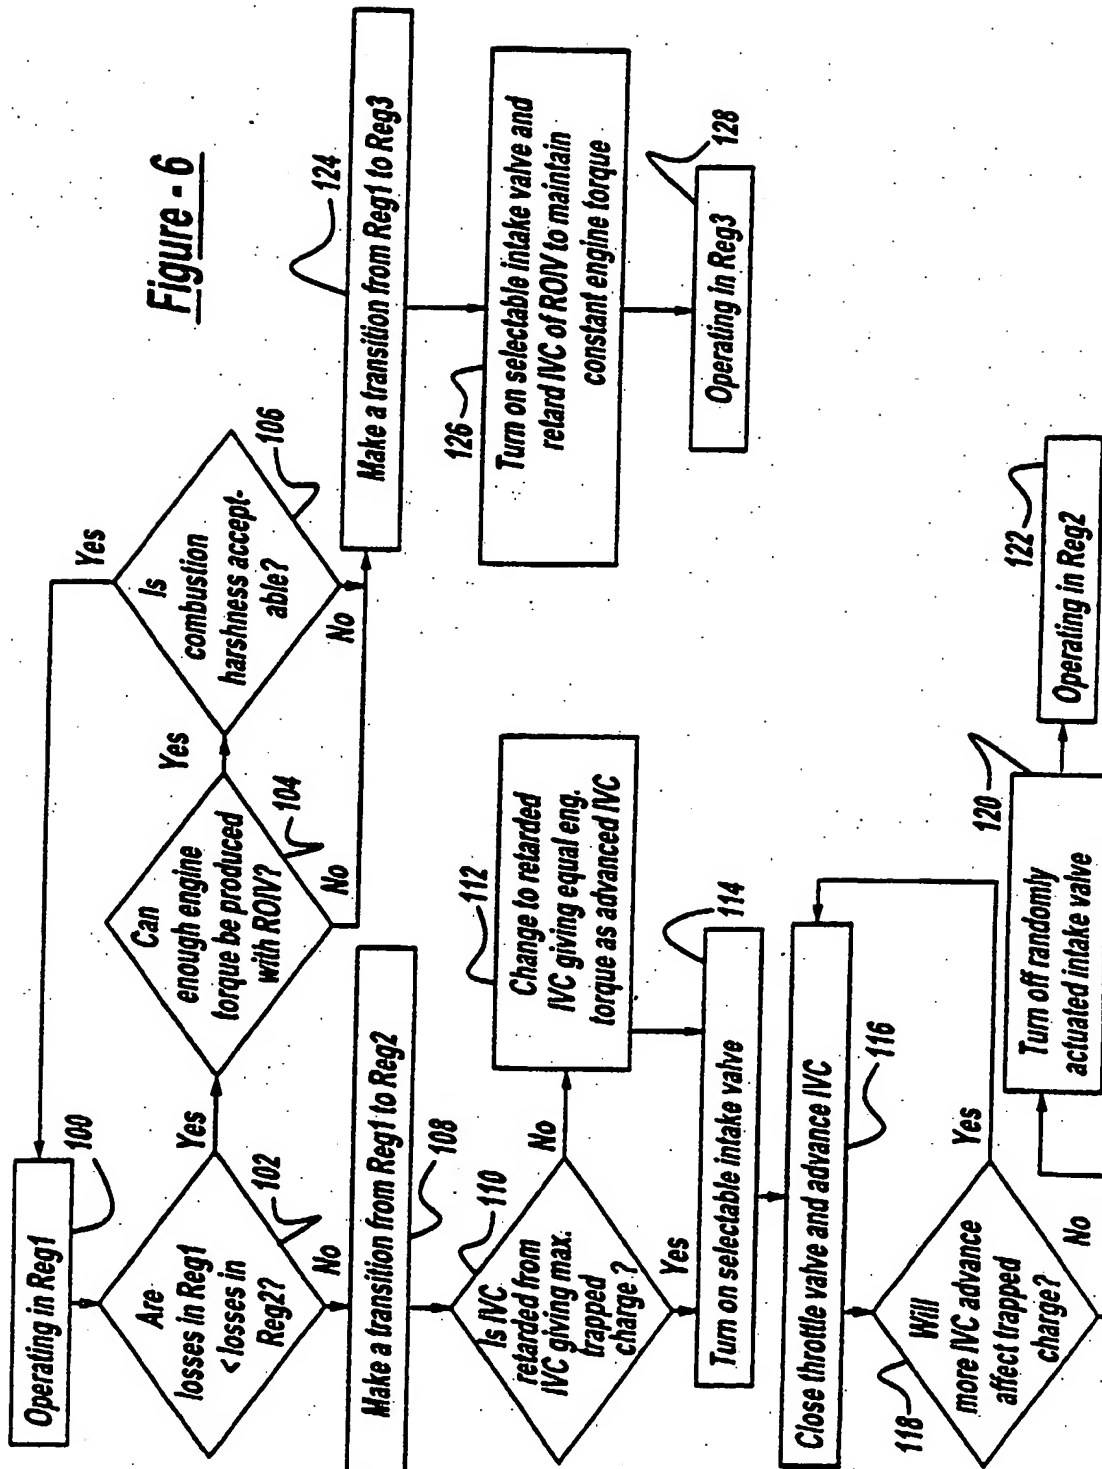 Figure - 6
Operating in Reg1
100
Are
losses in Reg1
< losses in
Reg2?
102
Yes
No
Can
enough engine
torque be produced
with ROIV?
104
Yes
No
Is
combustion
harshness accept-
able?
106
Yes
No
Make a transition from Reg1 to Reg3
124
Turn on selectable intake valve and
retard IVC of ROIV to maintain
constant engine torque
126
Operating in Reg3
128
Make a transition from Reg1 to Reg2
108
Is IVC
retarded from
IVC giving max.
trapped
charge ?
110
No
Yes
Change to retarded
IVC giving equal eng.
torque as advanced IVC
112
Turn on selectable intake valve
114
Close throttle valve and advance IVC
116
Will
more IVC advance
affect trapped
charge?
118
Yes
No
Turn off randomly
actuated intake valve
120
Operating in Reg2
122